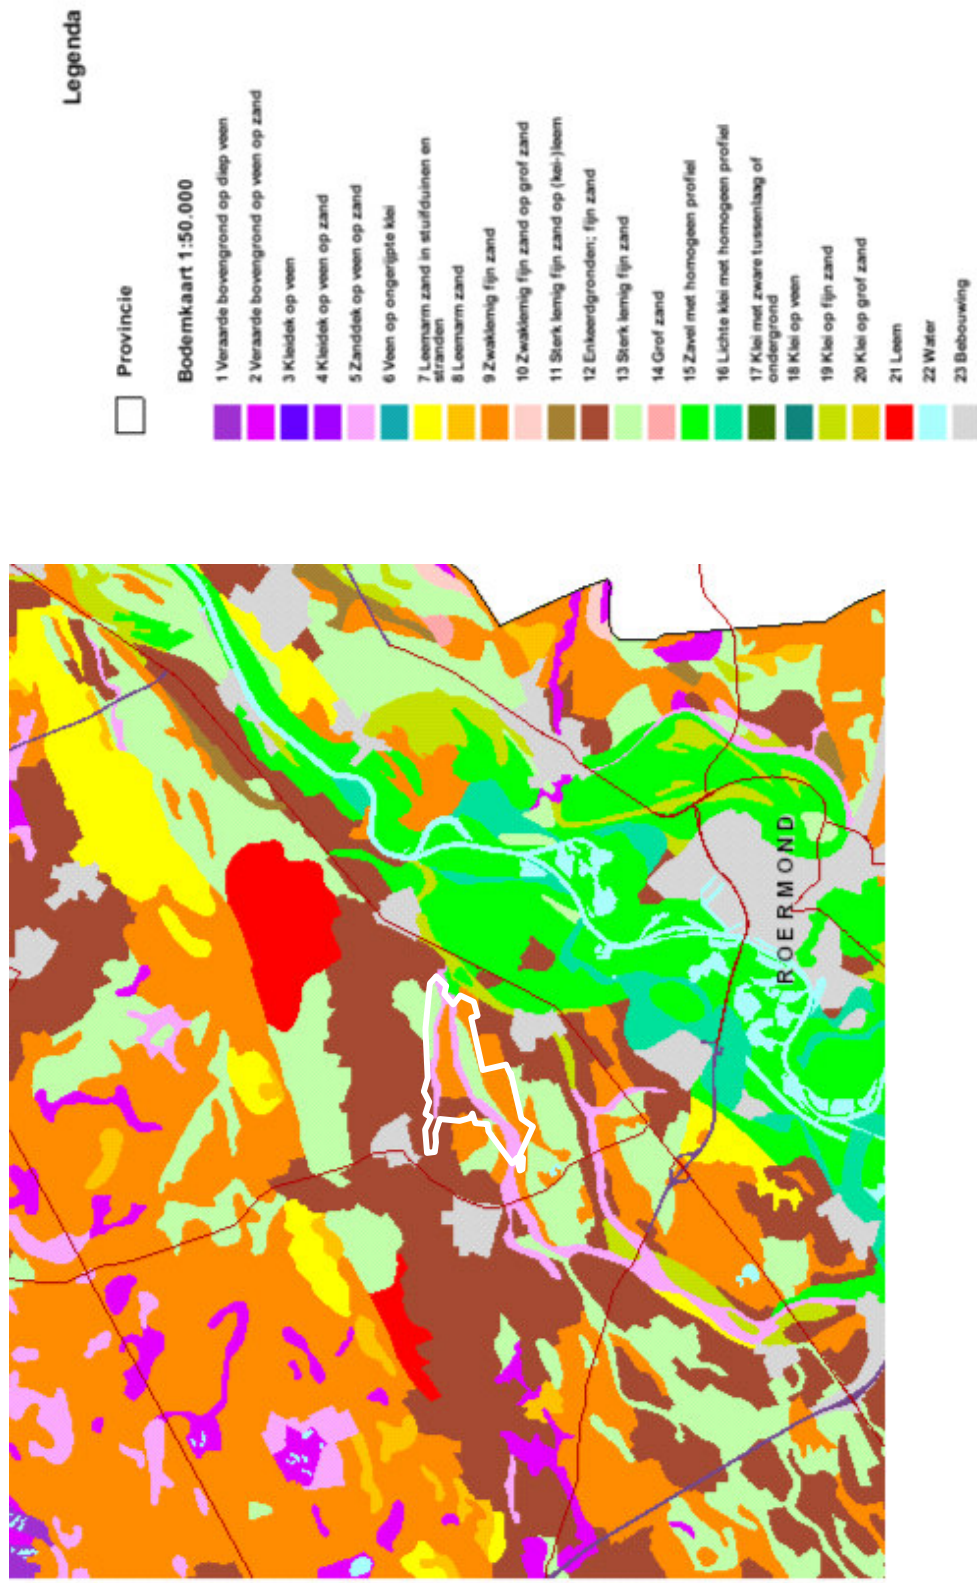 Legenda
Provincie
Bodemkaart 1:50.000
1 Veraarde bovengrond op diep veen
2 Veraarde bovengrond op veen op zand
3 Kleidek op veen
4 Kleidek op veen op zand
5 Zanddek op veen op zand
6 Veen op ongerijpte klei
7 Leemarm zand in stuifduinen en
stranden
8 Leemarm zand
9 Zwaklemig fijn zand
10 Zwaklemig fijn zand op grof zand
11 Sterk lemig fijn zand op (kei-)leem
12 Enkeerdgronden; fijn zand
13 Sterk lemig fijn zand
14 Grof zand
15 Zavel met homogeen profiel
16 Lichte klei met homogeen profiel
17 Klei met zware tussenlaag of
ondergrond
18 Klei op veen
19 Klei op fijn zand
20 Klei op grof zand
21 Leem
22 Water
23 Bebouwing
ROERMOND